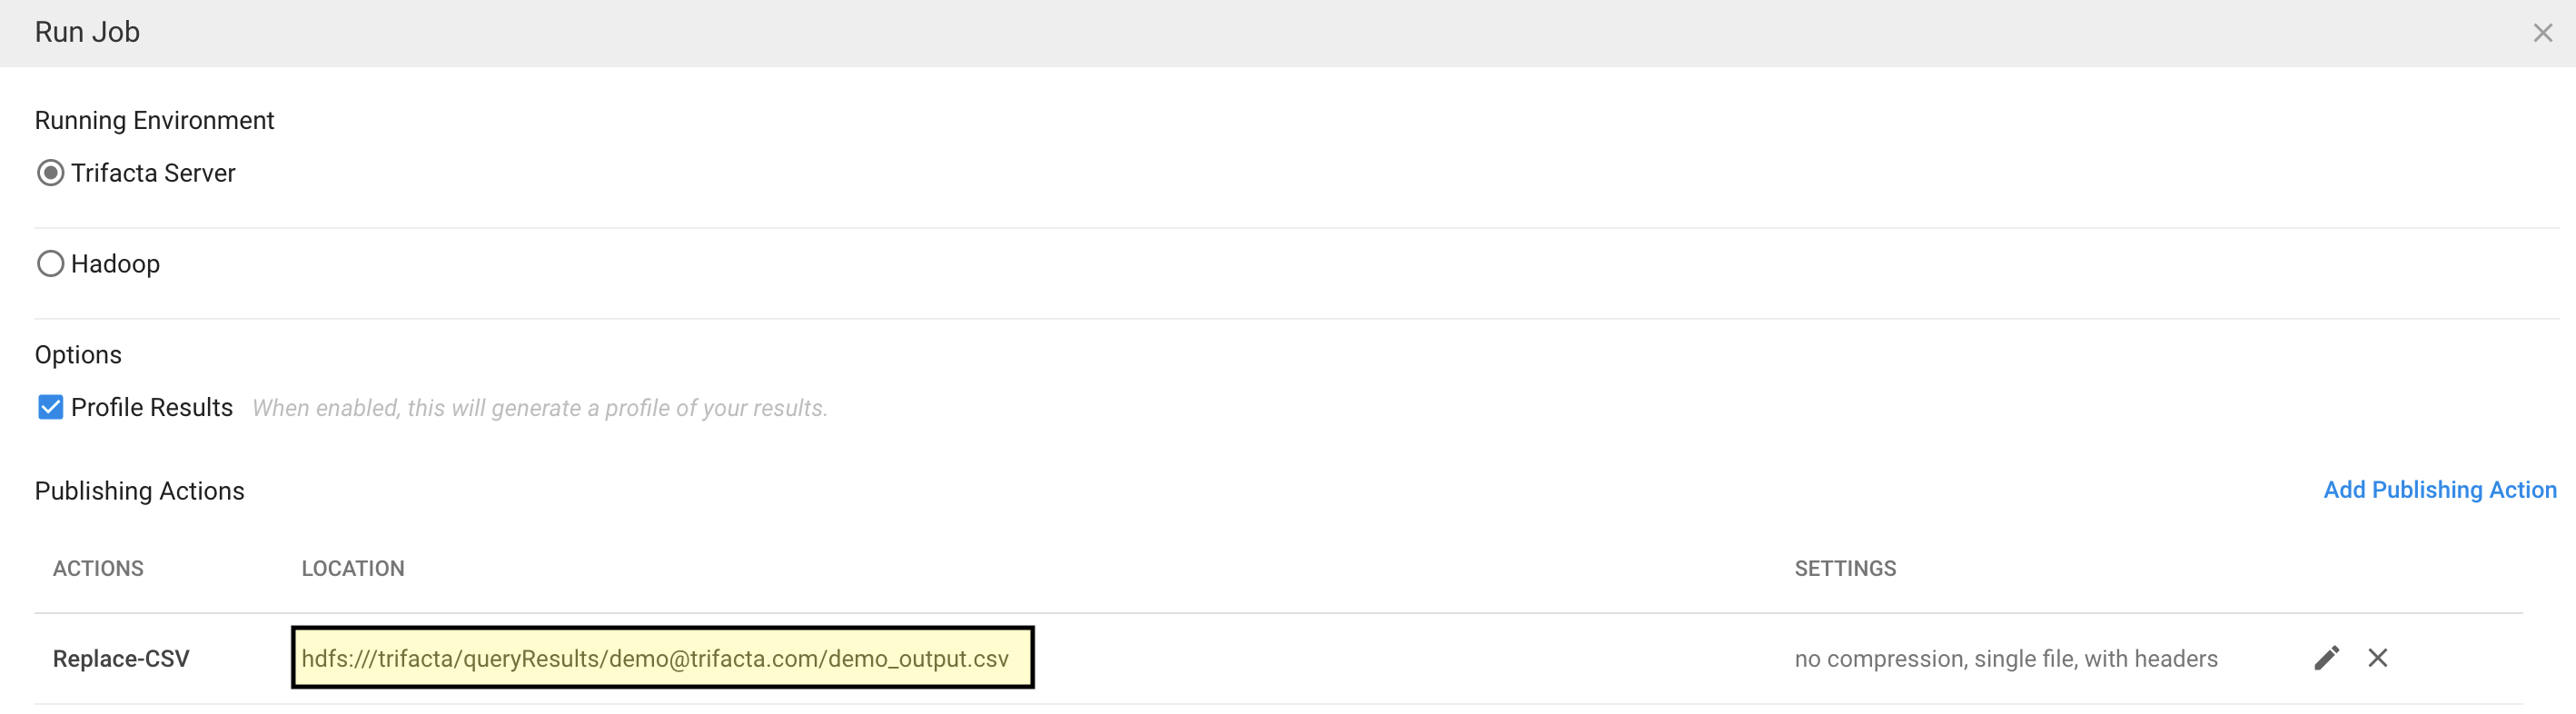 Run Job
Running Environment
Trifacta Server
Hadoop
Options
Profile Results When enabled, this will generate a profile of your results.
Publishing Actions Add Publishing Action
ACTIONS LOCATION SETTINGS
Replace-CSV hdfs:///trifacta/queryResults/demo@trifacta.com/demo_output.csv no compression, single file, with headers